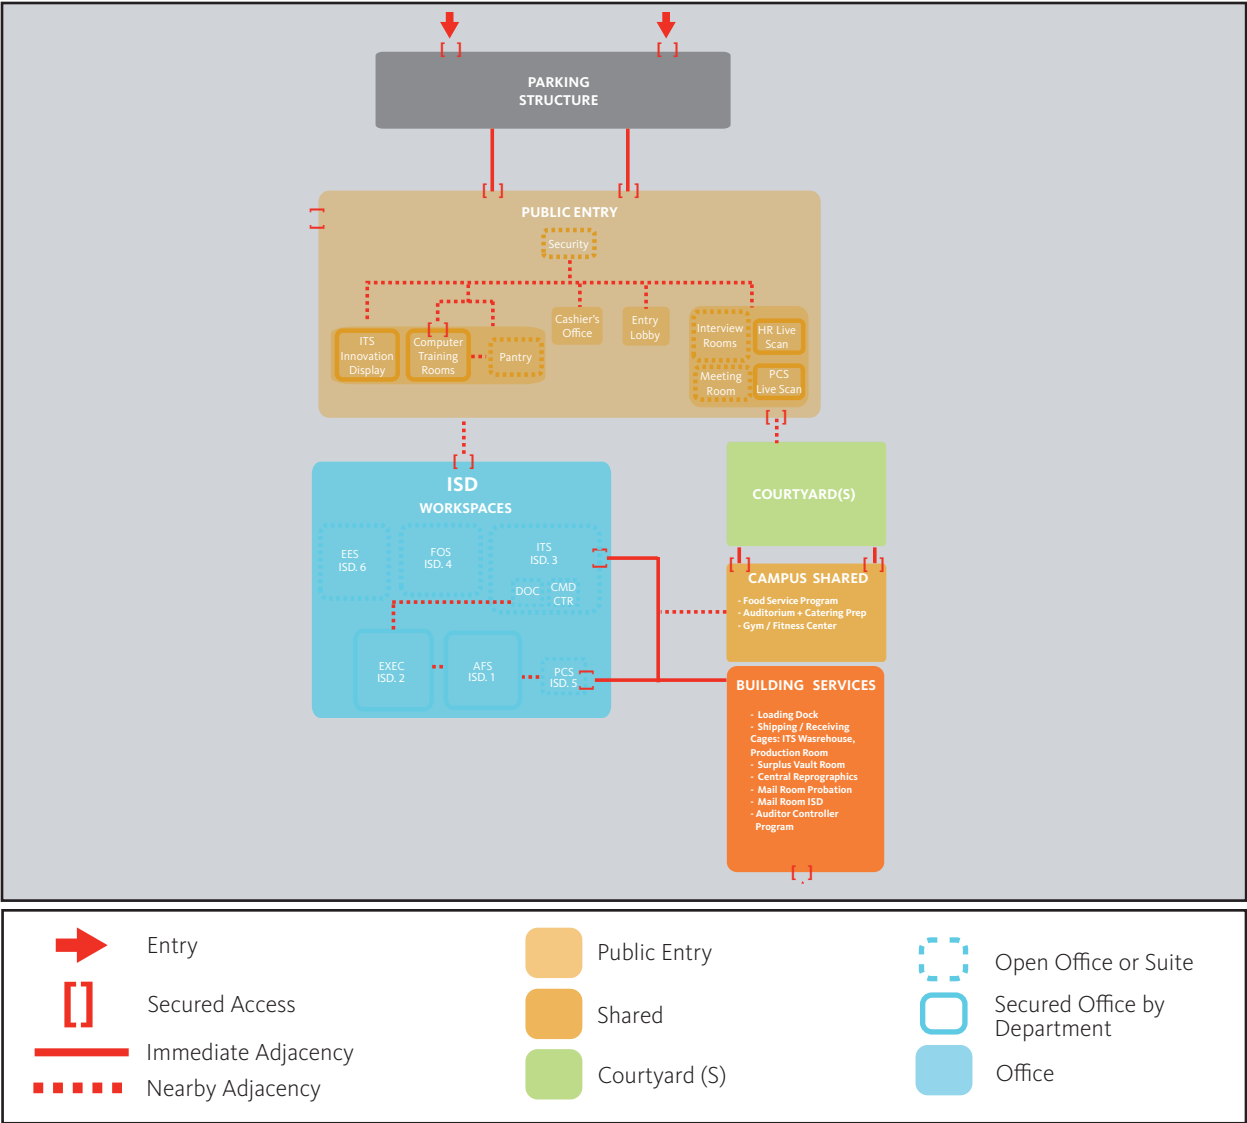 PARKING
STRUCTURE
PUBLIC ENTRY
Security
ITS
Innovation
Display
Computer
Training
Rooms
Pantry
Cashier's
Office
Entry
Lobby
Interview
Rooms
HR Live
Scan
Meeting
Room
PCS
Live Scan
ISD
WORKSPACES
EES
ISD. 6
FOS
ISD. 4
ITS
ISD. 3
DOC
CMD
CTR
EXEC
ISD. 2
AFS
ISD. 1
PCS
ISD. 5
COURTYARD(S)
CAMPUS SHARED
- Food Service Program
- Auditorium + Catering Prep
- Gym / Fitness Center
BUILDING SERVICES
- Loading Dock
- Shipping / Receiving
Cages: ITS Wasrehouse,
Production Room
- Surplus Vault Room
- Central Reprographics
- Mail Room Probation
- Mail Room ISD
- Auditor Controller
Program
Entry
Secured Access
Immediate Adjacency
Nearby Adjacency
Public Entry
Shared
Courtyard (S)
Open Office or Suite
Secured Office by
Department
Office